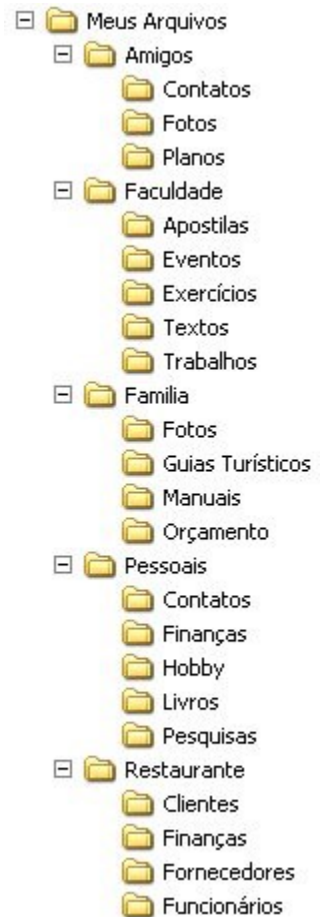 Meus Arquivos
Amigos
Contatos
Fotos
Planos
Faculdade
Apostilas
Eventos
Exercícios
Textos
Trabalhos
Familia
Fotos
Guias Turísticos
Manuais
Orçamento
Pessoais
Contatos
Finanças
Hobby
Livros
Pesquisas
Restaurante
Clientes
Finanças
Fornecedores
Funcionários